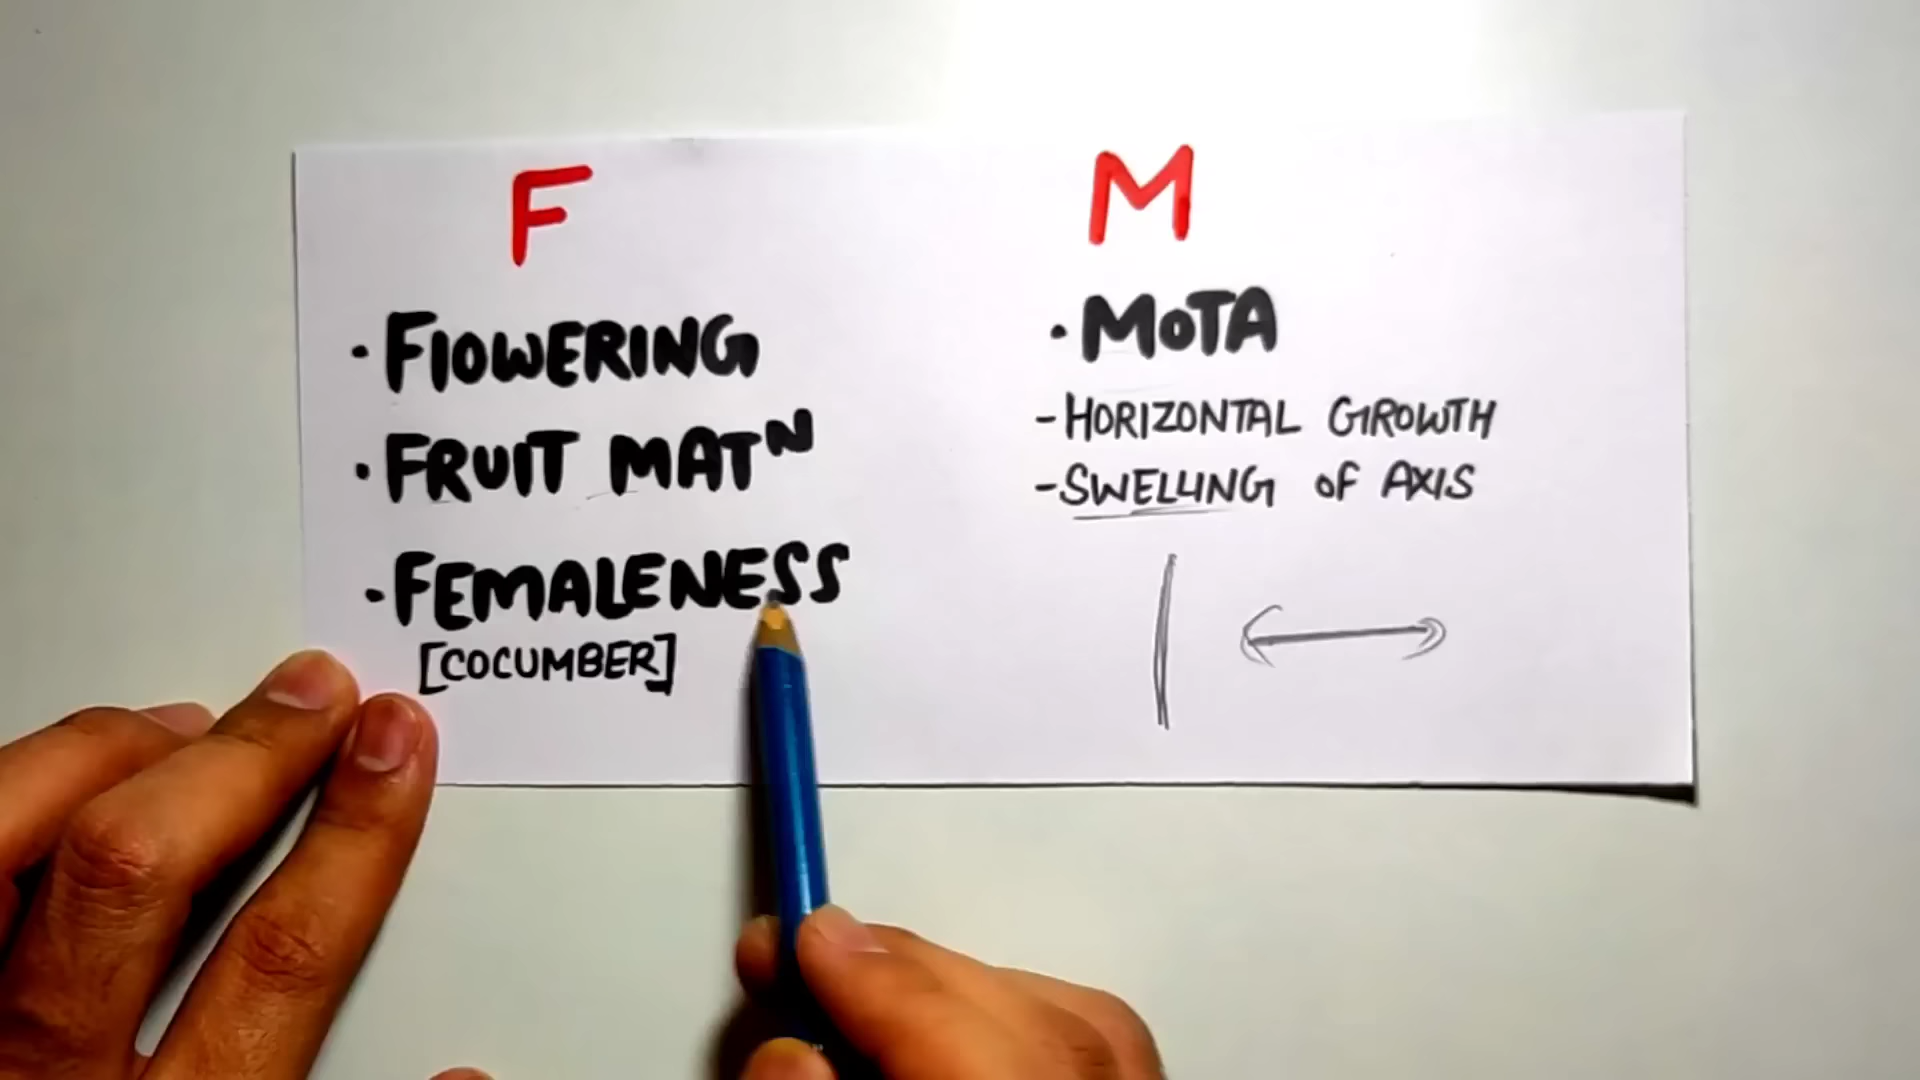 F
• FlOWERING
• FRUIT MATᴺ
• FEMALENESS
[COCUMBER]
M
• MOTA
- HORIZONTAL GROWTH
- SWELLING OF AXIS